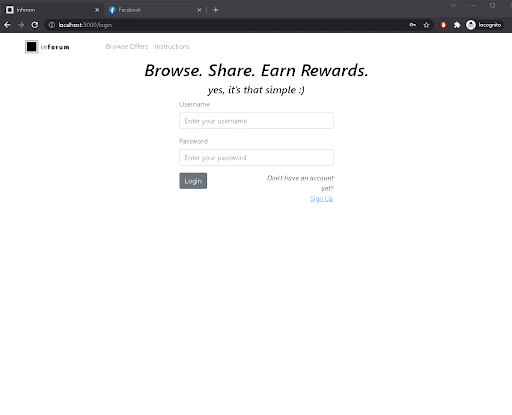 Inforum
Facebook
localhost:3000/login
Incognito
inforum
Browse Offers Instructions
Browse. Share. Earn Rewards.
yes, it's that simple :)
Username
Enter your username
Password
Enter your password
Login
Don't have an account
yet?
Sign Up